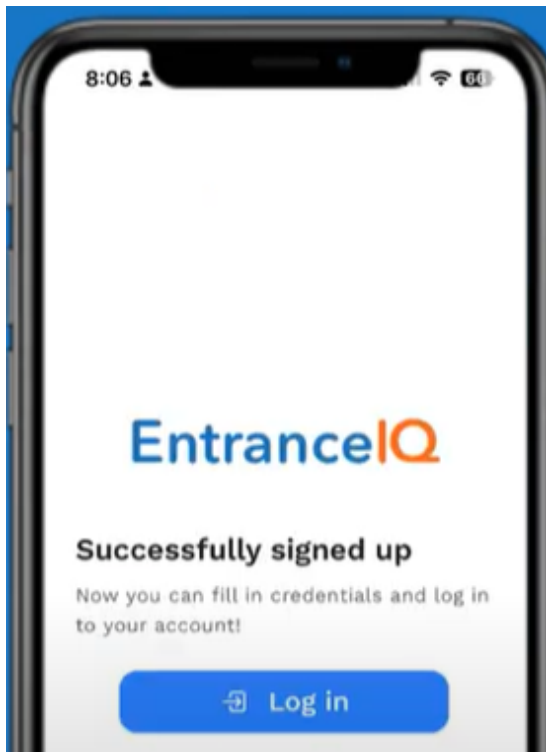 8:06
66
EntranceIQ
Successfully signed up
Now you can fill in credentials and log in
to your account!
Log in